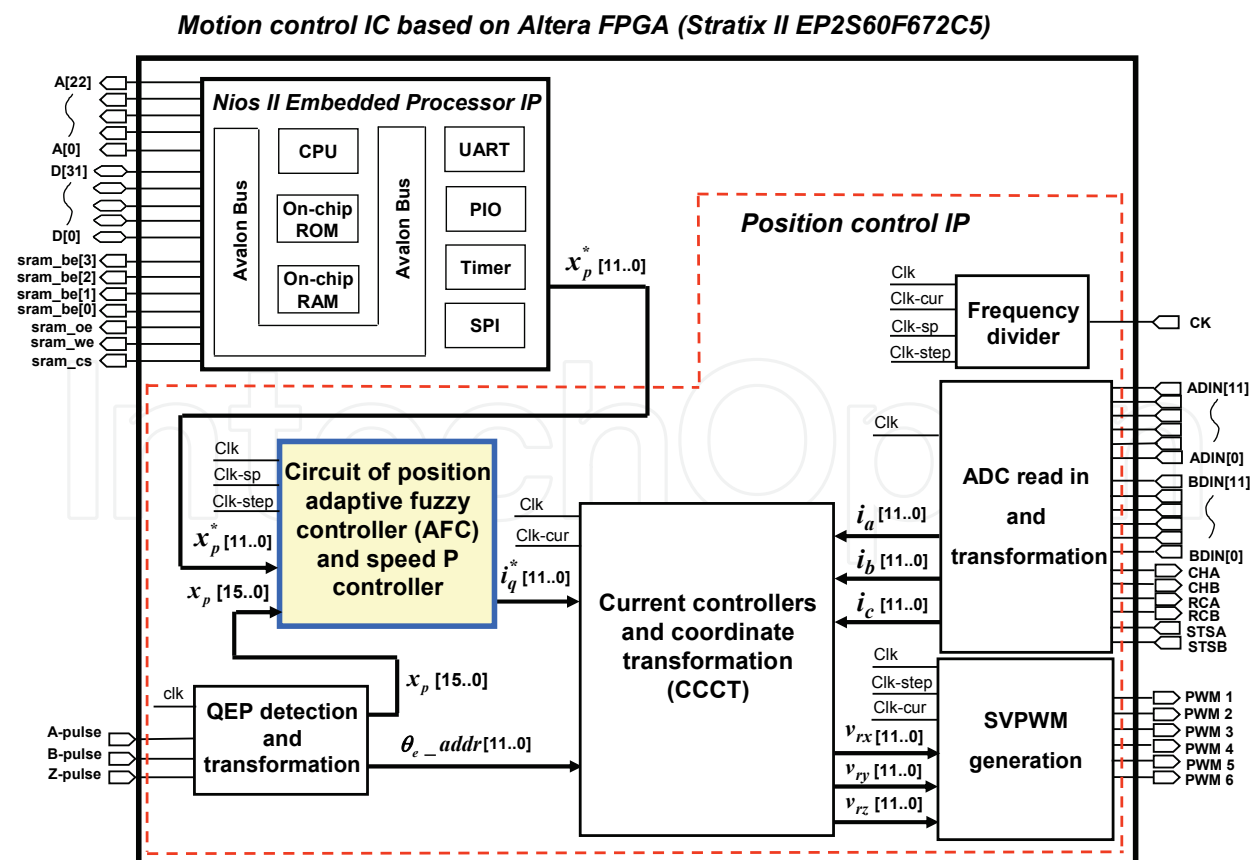 Motion control IC based on Altera FPGA (Stratix II EP2S60F672C5)
A[22]
A[0]
D[31]
D[0]
sram_be[3]
sram_be[2]
sram_be[1]
sram_be[0]
sram_oe
sram_we
sram_cs
Nios II Embedded Processor IP
Avalon Bus
CPU
On-chip
ROM
On-chip
RAM
Avalon Bus
UART
PIO
Timer
SPI
x*p [11..0]
Position control IP
Clk
Clk-cur
Clk-sp
Clk-step
Frequency
divider
CK
Clk
ADC read in
and
transformation
ADIN[11]
ADIN[0]
BDIN[11]
BDIN[0]
CHA
CHB
RCA
RCB
STSA
STSB
Clk
Clk-sp
Clk-step
x*p [11..0]
xp [15..0]
Circuit of position
adaptive fuzzy
controller (AFC)
and speed P
controller
Clk
Clk-cur
i*q [11..0]
Current controllers
and coordinate
transformation
(CCCT)
ia [11..0]
ib [11..0]
ic [11..0]
xp [15..0]
clk
QEP detection
and
transformation
A-pulse
B-pulse
Z-pulse
θe_addr[11..0]
Clk
Clk-step
Clk-cur
vrx [11..0]
vry [11..0]
vrz [11..0]
SVPWM
generation
PWM 1
PWM 2
PWM 3
PWM 4
PWM 5
PWM 6
IntechOpen